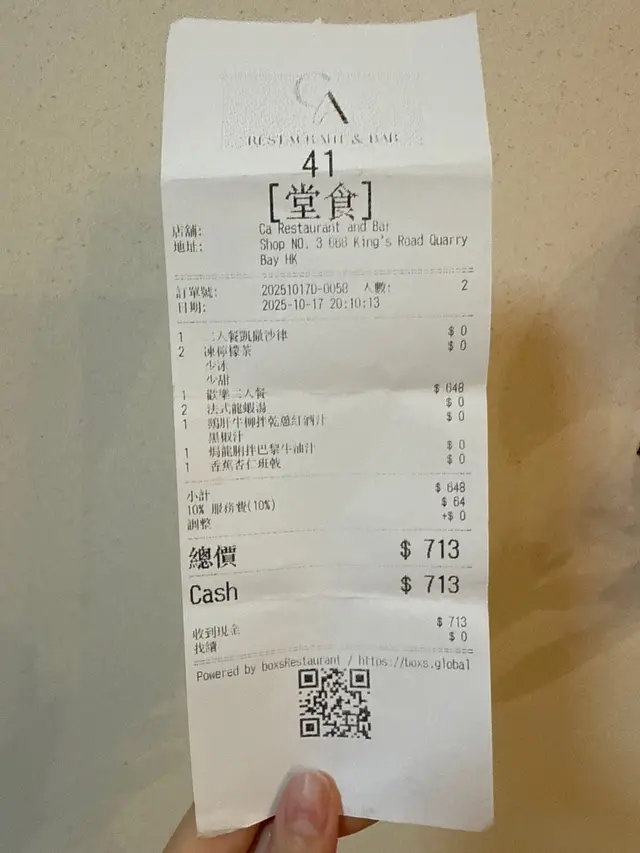 CA
RESTAURANT & BAR
41
[堂食]
店舖: Ca Restaurant and Bar
地址: Shop NO. 3 668 King's Road Quarry
Bay HK
訂單號: 20251017D-0058 人數: 2
日期: 2025-10-17 20:10:13
1 二人餐凱撒沙律 $ 0
2 凍檸檬茶 $ 0
少冰
少甜
1 歡樂二人餐 $ 648
2 法式龍蝦湯 $ 0
1 鵝肝牛柳拌乾蔥紅酒汁 $ 0
黑椒汁
1 焗龍脷拌巴黎牛油汁 $ 0
1 香蕉杏仁班戟 $ 0
小計 $ 648
10% 服務費(10%) $ 64
調整 +$ 0
總價 $ 713
Cash $ 713
收到現金 $ 713
找續 $ 0
Powered by boxsRestaurant / https://boxs.global